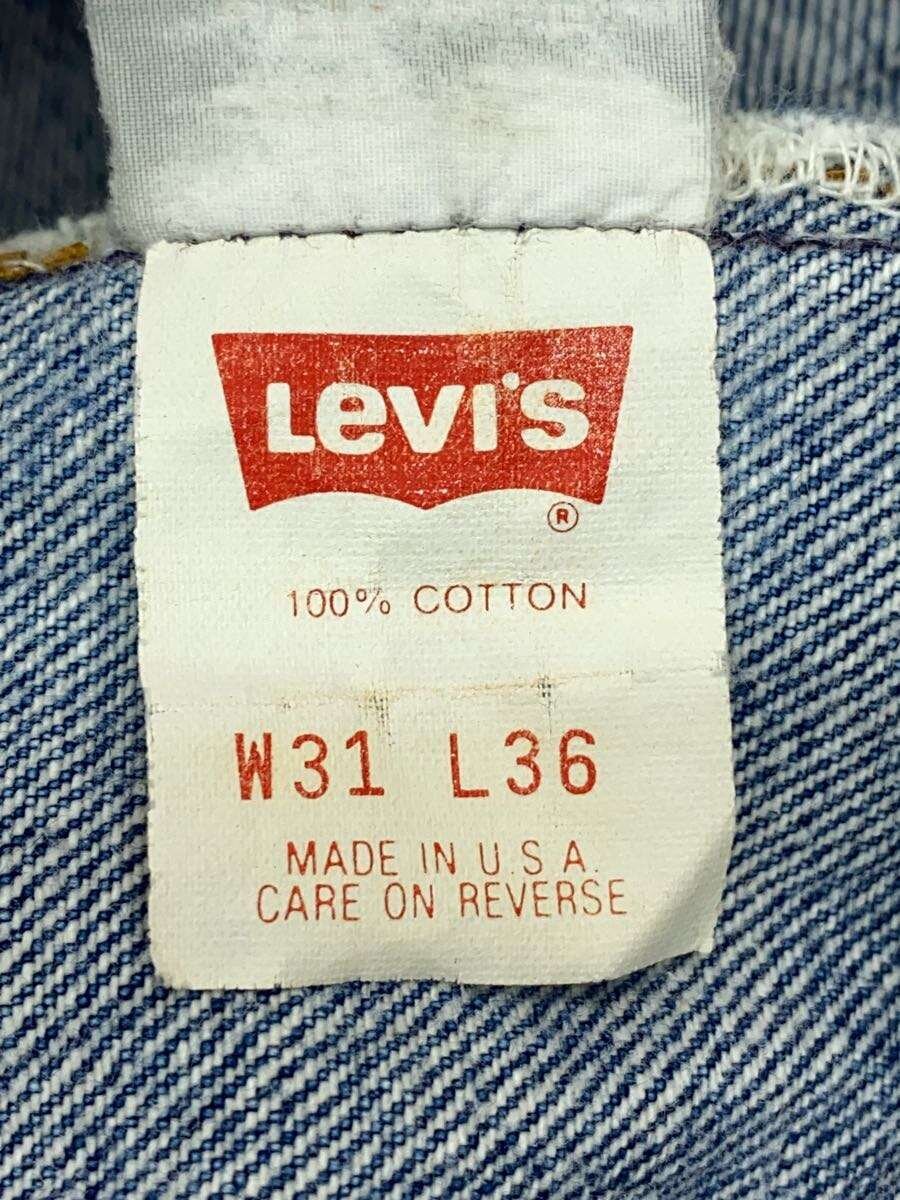 Levi's
®
100% COTTON
W31 L36
MADE IN U.S.A.
CARE ON REVERSE